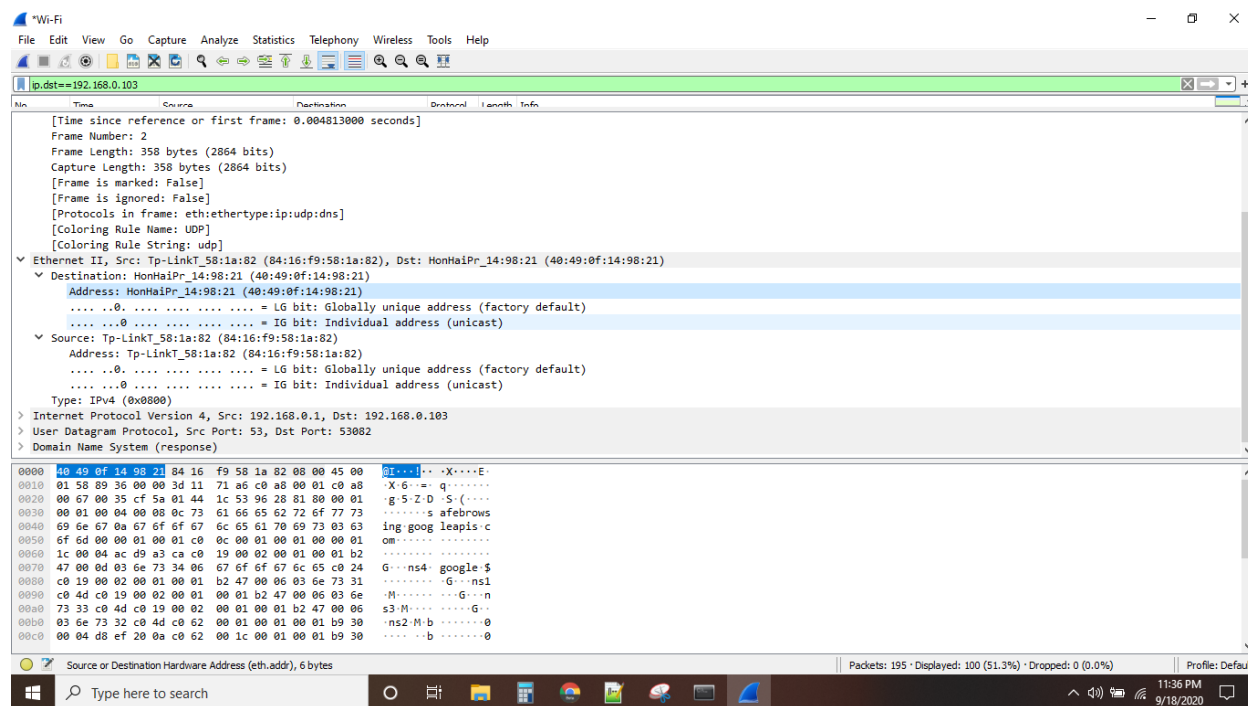 *Wi-Fi
File Edit View Go Capture Analyze Statistics Telephony Wireless Tools Help
ip.dst==192.168.0.103
No. Time Source Destination Protocol Length Info
[Time since reference or first frame: 0.004813000 seconds]
Frame Number: 2
Frame Length: 358 bytes (2864 bits)
Capture Length: 358 bytes (2864 bits)
[Frame is marked: False]
[Frame is ignored: False]
[Protocols in frame: eth:ethertype:ip:udp:dns]
[Coloring Rule Name: UDP]
[Coloring Rule String: udp]
Ethernet II, Src: Tp-LinkT_58:1a:82 (84:16:f9:58:1a:82), Dst: HonHaiPr_14:98:21 (40:49:0f:14:98:21)
Destination: HonHaiPr_14:98:21 (40:49:0f:14:98:21)
Address: HonHaiPr_14:98:21 (40:49:0f:14:98:21)
.... ..0. .... .... .... .... = LG bit: Globally unique address (factory default)
.... ...0 .... .... .... .... = IG bit: Individual address (unicast)
Source: Tp-LinkT_58:1a:82 (84:16:f9:58:1a:82)
Address: Tp-LinkT_58:1a:82 (84:16:f9:58:1a:82)
.... ..0. .... .... .... .... = LG bit: Globally unique address (factory default)
.... ...0 .... .... .... .... = IG bit: Individual address (unicast)
Type: IPv4 (0x0800)
Internet Protocol Version 4, Src: 192.168.0.1, Dst: 192.168.0.103
User Datagram Protocol, Src Port: 53, Dst Port: 53082
Domain Name System (response)
0000 40 49 0f 14 98 21 84 16 f9 58 1a 82 08 00 45 00 @I···!·· ·X····E·
0010 01 58 89 36 00 00 3d 11 71 a6 c0 a8 00 01 c0 a8 ·X·6··=· q·······
0020 00 67 00 35 cf 5a 01 44 1c 53 96 28 81 80 00 01 ·g·5·Z·D ·S·(····
0030 00 01 00 04 00 08 0c 73 61 66 65 62 72 6f 77 73 ·······s afebrows
0040 69 6e 67 0a 67 6f 6f 67 6c 65 61 70 69 73 03 63 ing·goog leapis·c
0050 6f 6d 00 00 01 00 01 c0 0c 00 01 00 01 00 00 01 om······ ········
0060 1c 00 04 ac d9 a3 ca c0 19 00 02 00 01 00 01 b2 ········ ········
0070 47 00 0d 03 6e 73 34 06 67 6f 6f 67 6c 65 c0 24 G···ns4· google·$
0080 c0 19 00 02 00 01 00 01 b2 47 00 06 03 6e 73 31 ········ ·G···ns1
0090 c0 4d c0 19 00 02 00 01 00 01 b2 47 00 06 03 6e ·M······ ···G···n
00a0 73 33 c0 4d c0 19 00 02 00 01 00 01 b2 47 00 06 s3·M···· ·····G··
00b0 03 6e 73 32 c0 4d c0 62 00 01 00 01 00 01 b9 30 ·ns2·M·b ·······0
00c0 00 04 d8 ef 20 0a c0 62 00 1c 00 01 00 01 b9 30 ···· ··b ·······0
Source or Destination Hardware Address (eth.addr), 6 bytes
Packets: 195 · Displayed: 100 (51.3%) · Dropped: 0 (0.0%)
Profile: Defau
Type here to search
11:36 PM
9/18/2020